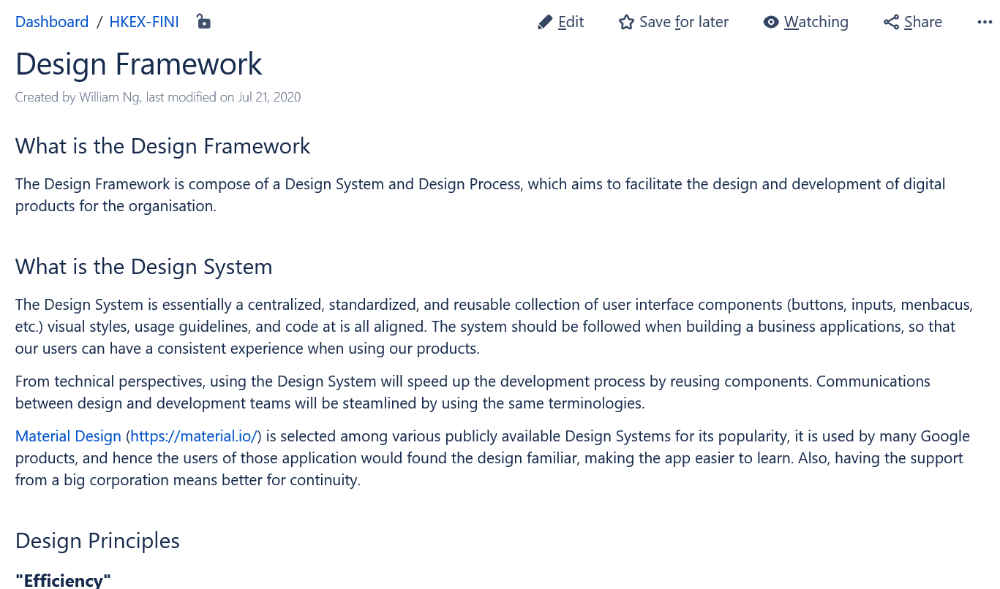 Dashboard / HKEX-FINI
Edit Save for later Watching Share
Design Framework
Created by William Ng, last modified on Jul 21, 2020
What is the Design Framework
The Design Framework is compose of a Design System and Design Process, which aims to facilitate the design and development of digital
products for the organisation.
What is the Design System
The Design System is essentially a centralized, standardized, and reusable collection of user interface components (buttons, inputs, menbacus,
etc.) visual styles, usage guidelines, and code at is all aligned. The system should be followed when building a business applications, so that
our users can have a consistent experience when using our products.
From technical perspectives, using the Design System will speed up the development process by reusing components. Communications
between design and development teams will be steamlined by using the same terminologies.
Material Design (https://material.io/) is selected among various publicly available Design Systems for its popularity, it is used by many Google
products, and hence the users of those application would found the design familiar, making the app easier to learn. Also, having the support
from a big corporation means better for continuity.
Design Principles
"Efficiency"